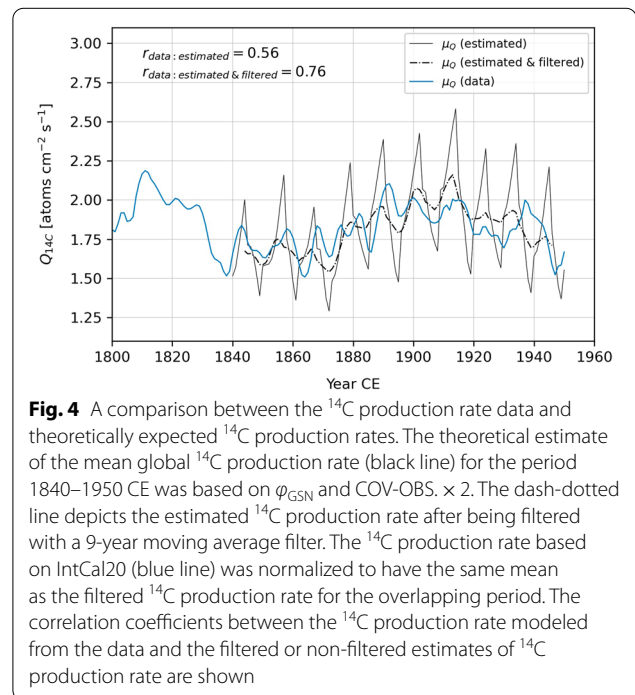 3.00
2.75
2.50
2.25
2.00
1.75
1.50
1.25
Q14C [atoms cm⁻² s⁻¹]
r data : estimated = 0.56
r data : estimated & filtered = 0.76
μQ (estimated)
μQ (estimated & filtered)
μQ (data)
1800 1820 1840 1860 1880 1900 1920 1940 1960
Year CE
Fig. 4 A comparison between the ¹⁴C production rate data and
theoretically expected ¹⁴C production rates. The theoretical estimate
of the mean global ¹⁴C production rate (black line) for the period
1840–1950 CE was based on φGSN and COV-OBS. × 2. The dash-dotted
line depicts the estimated ¹⁴C production rate after being filtered
with a 9-year moving average filter. The ¹⁴C production rate based
on IntCal20 (blue line) was normalized to have the same mean
as the filtered ¹⁴C production rate for the overlapping period. The
correlation coefficients between the ¹⁴C production rate modeled
from the data and the filtered or non-filtered estimates of ¹⁴C
production rate are shown